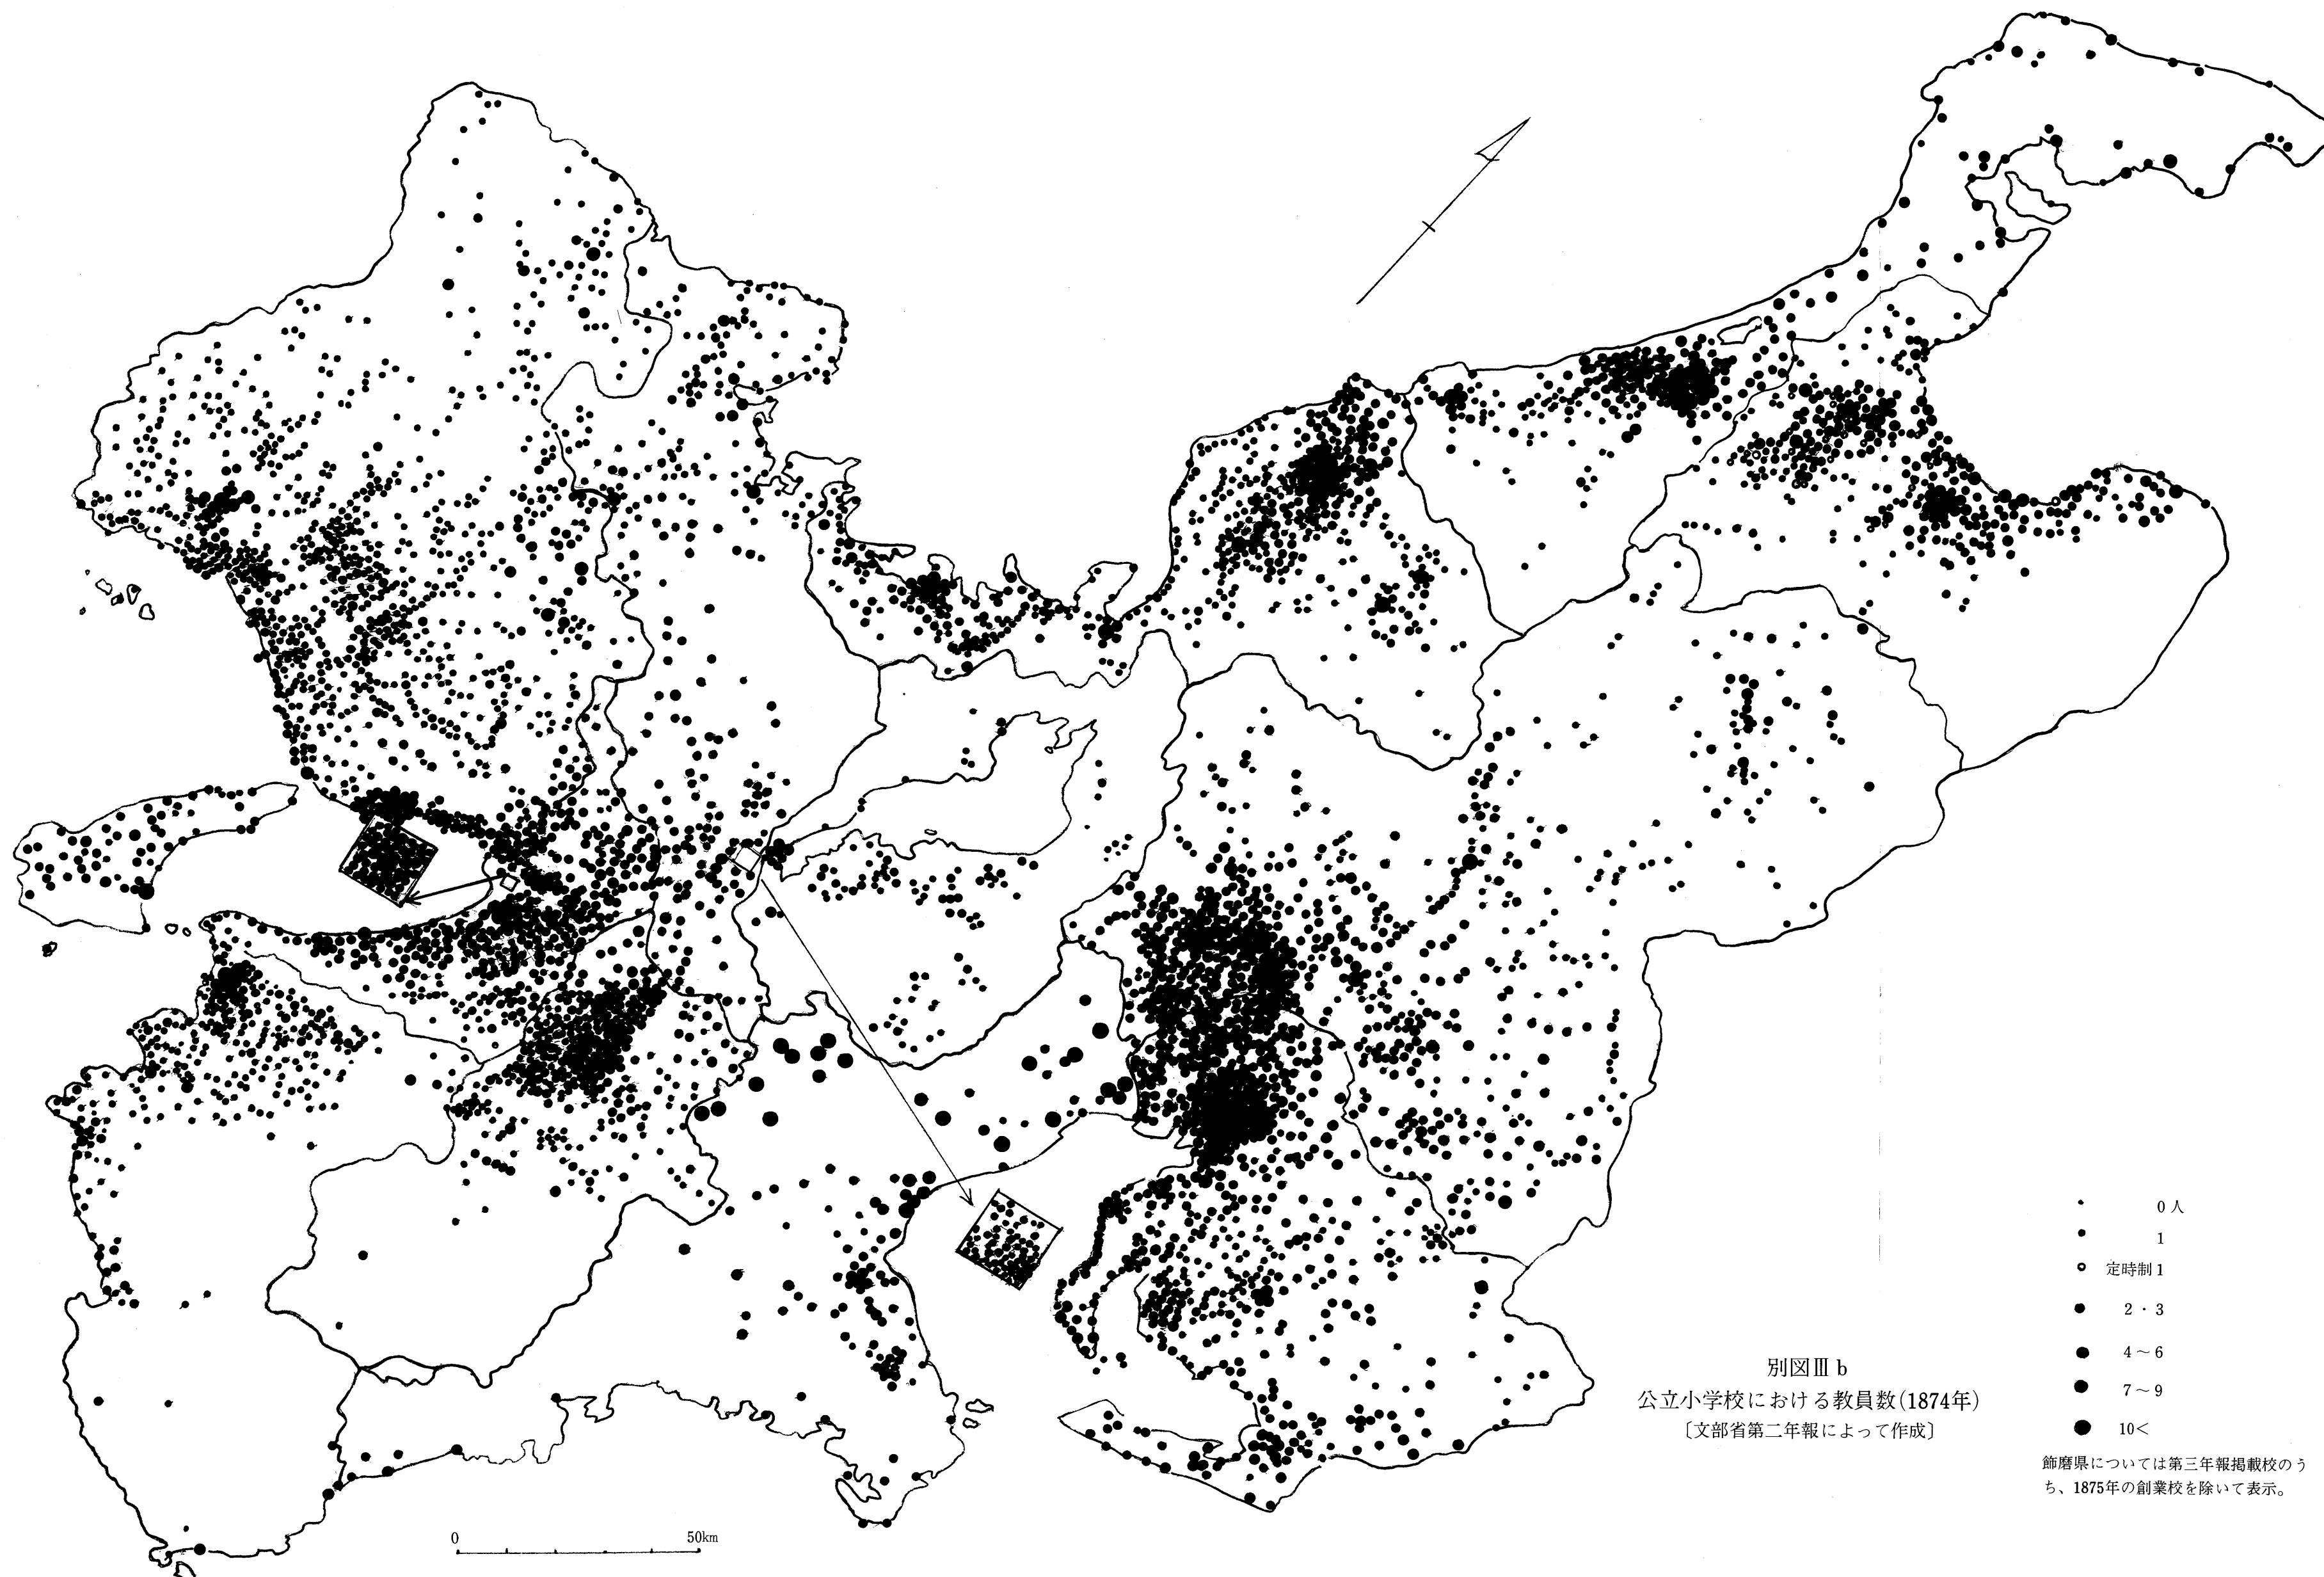 0人
1
定時制1
2・3
4～6
7～9
10<
別図Ⅲb
公立小学校における教員数(1874年)
〔文部省第二年報によって作成〕
飾磨県については第三年報掲載校のう
ち、1875年の創業校を除いて表示。
0 50km